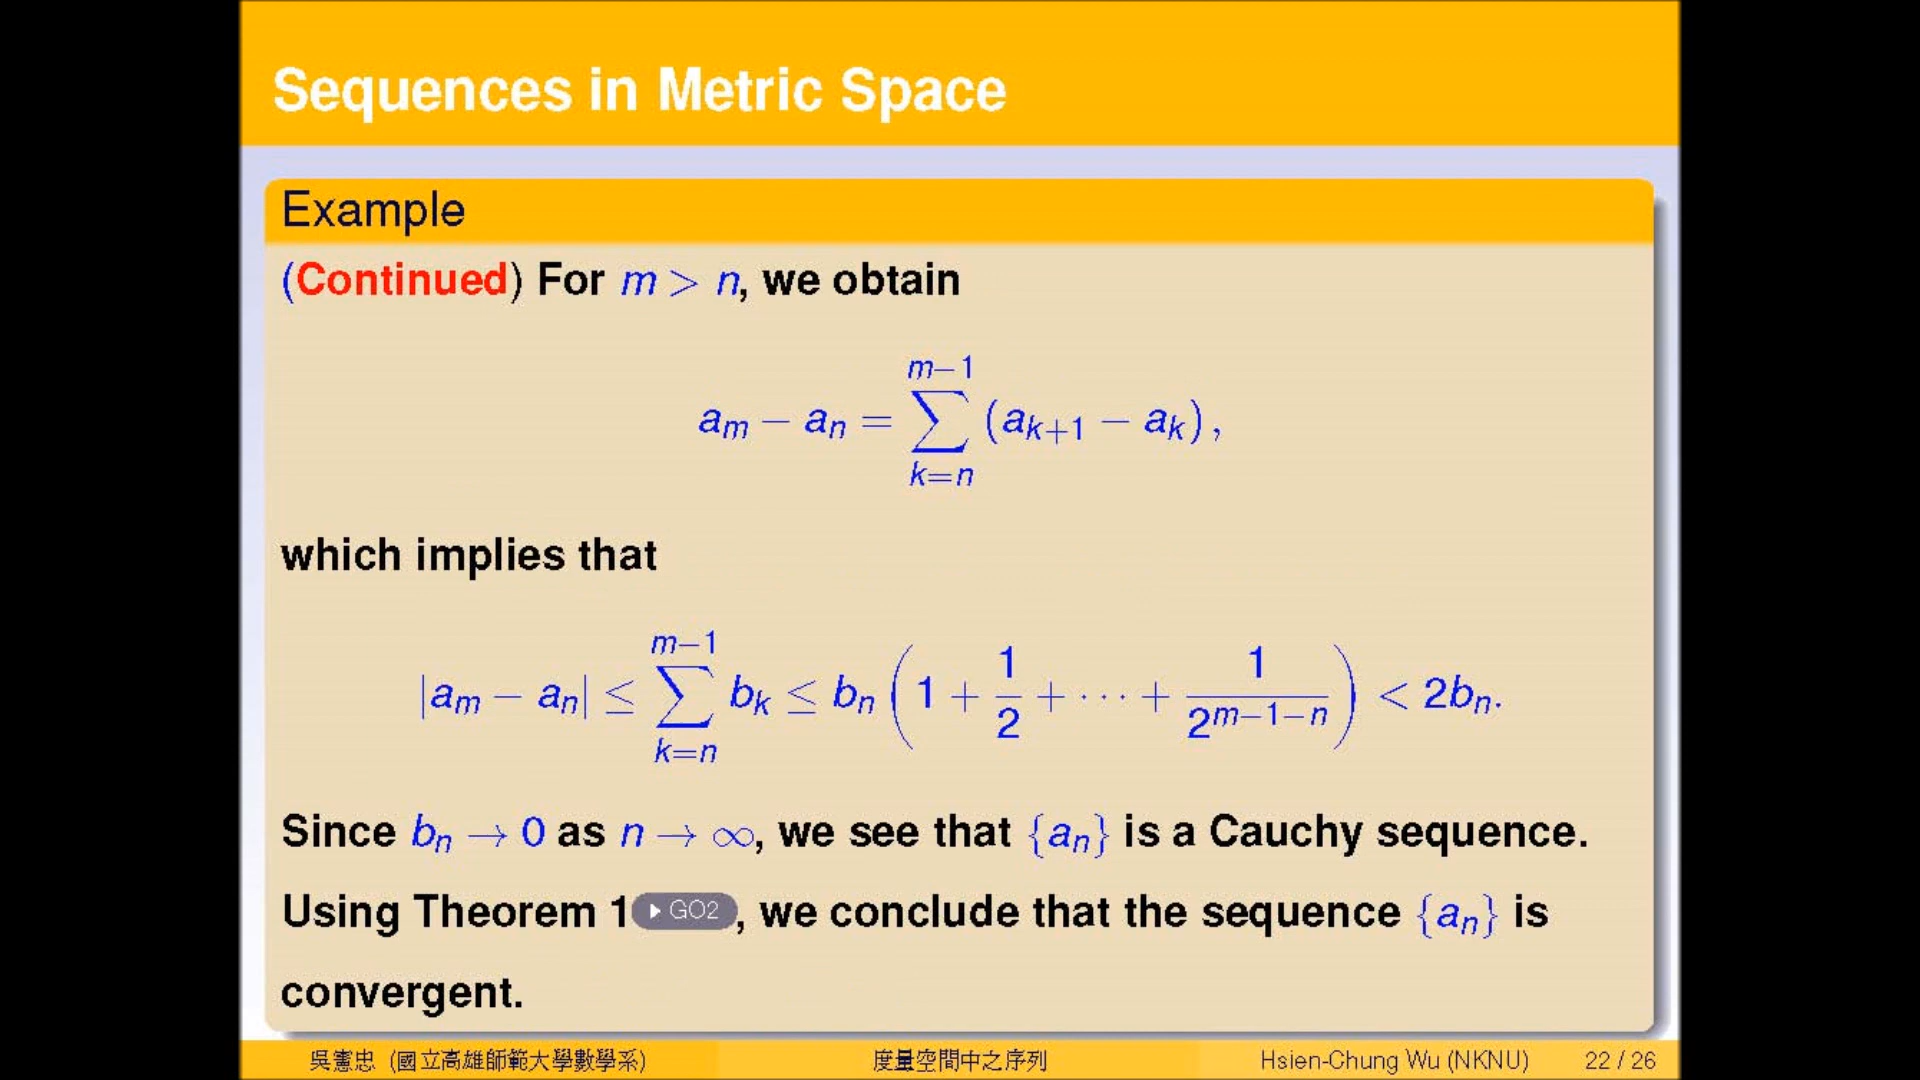 Sequences in Metric Space
Example
(Continued) For m > n, we obtain
a_m − a_n = \sum_{k=n}^{m−1} (a_{k+1} − a_k),
which implies that
|a_m − a_n| ≤ \sum_{k=n}^{m−1} b_k ≤ b_n (1 + \frac{1}{2} + ··· + \frac{1}{2^{m−1−n}}) < 2b_n.
Since b_n → 0 as n → ∞, we see that {a_n} is a Cauchy sequence.
Using Theorem 1 GO2, we conclude that the sequence {a_n} is
convergent.
吳憲忠 (國立高雄師範大學數學系) 度量空間中之序列 Hsien-Chung Wu (NKNU) 22 / 26